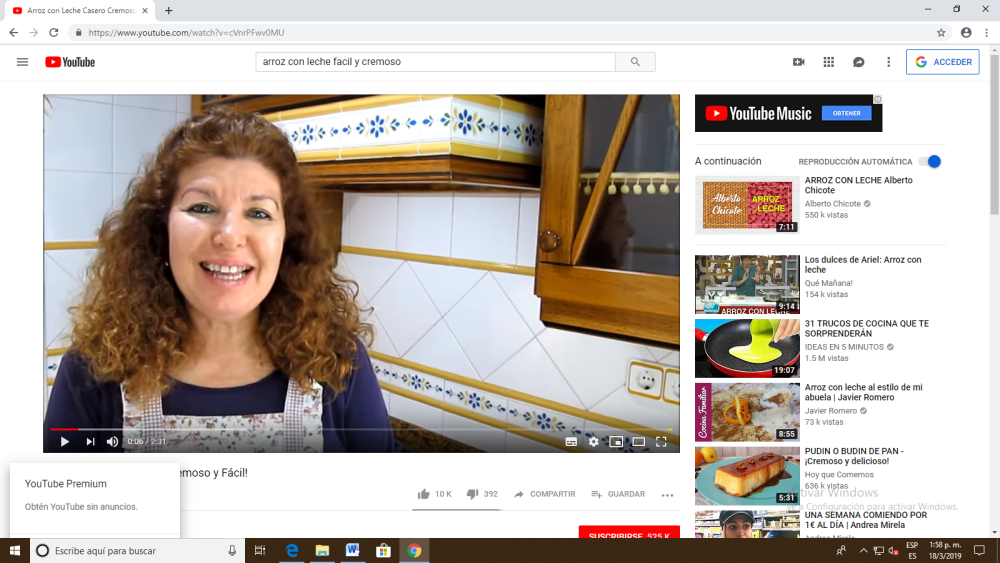 Arroz con Leche Casero Cremoso
https://www.youtube.com/watch?v=cVnrPFwv0MU
YouTube
arroz con leche facil y cremoso
ACCEDER
YouTube Music
OBTENER
A continuación
REPRODUCCIÓN AUTOMÁTICA
Alberto Chicote
ARROZ LECHE
7:11
ARROZ CON LECHE Alberto
Chicote
Alberto Chicote
550 k vistas
ARROZ CON LECHE
9:14
Los dulces de Ariel: Arroz con
leche
Qué Mañana!
154 k vistas
19:07
31 TRUCOS DE COCINA QUE TE
SORPRENDERÁN
IDEAS EN 5 MINUTOS
1.5 M vistas
Cocina Familiar
8:55
Arroz con leche al estilo de mi
abuela | Javier Romero
Javier Romero
73 k vistas
5:31
PUDIN O BUDIN DE PAN -
¡Cremoso y delicioso!
Hoy que Comemos
636 k vistas
UNA SEMANA COMIENDO POR
1€ AL DÍA | Andrea Mirela
Andrea Mirela
0:06 / 2:31
emoso y Fácil!
10 K
392
COMPARTIR
GUARDAR
SUSCRIBIRSE 525 K
YouTube Premium
Obtén YouTube sin anuncios.
tivar Windows
a Configuración para activar Windows.
Escribe aquí para buscar
ESP
ES
1:58 p. m.
18/3/2019